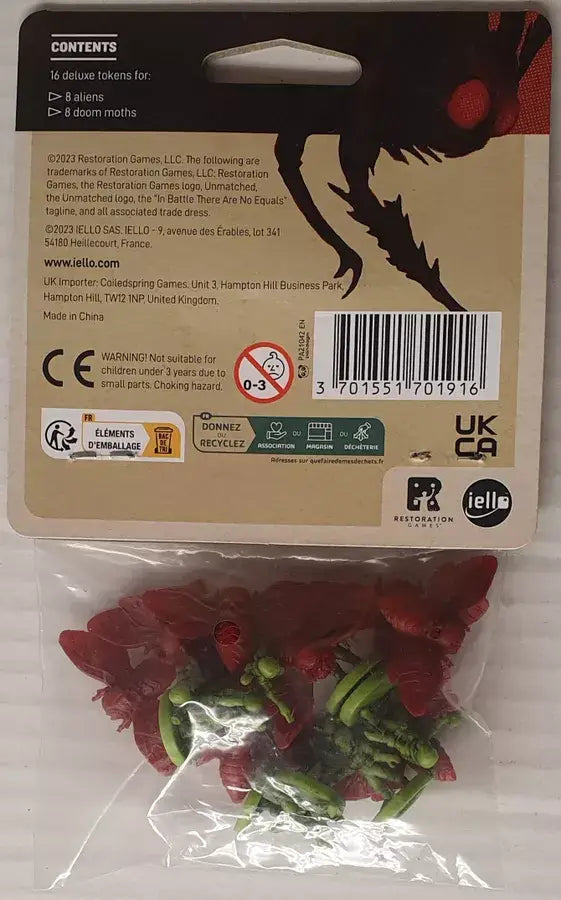 CONTENTS
16 deluxe tokens for:
▷ 8 aliens
▷ 8 doom moths
©2023 Restoration Games, LLC. The following are
trademarks of Restoration Games, LLC: Restoration
Games, the Restoration Games logo, Unmatched,
the Unmatched logo, the "In Battle There Are No Equals"
tagline, and all associated trade dress.
©2023 IELLO SAS. IELLO - 9, avenue des Érables, lot 341
54180 Heillecourt, France.
www.iello.com
UK Importer: Coiledspring Games. Unit 3, Hampton Hill Business Park,
Hampton Hill, TW12 1NP, United Kingdom.
Made in China
CE
WARNING! Not suitable for
children under 3 years due to
small parts. Choking hazard.
0-3
PA21042 EN
3 701551 701916
FR
ÉLÉMENTS
D'EMBALLAGE
BAC
DE
TRI
FR
DONNEZ
OU
RECYCLEZ
ASSOCIATION
OU
MAGASIN
OU
DÉCHÈTERIE
Adresses sur quefairedemesdechets.fr
UK
CA
RESTORATION
GAMES
iello